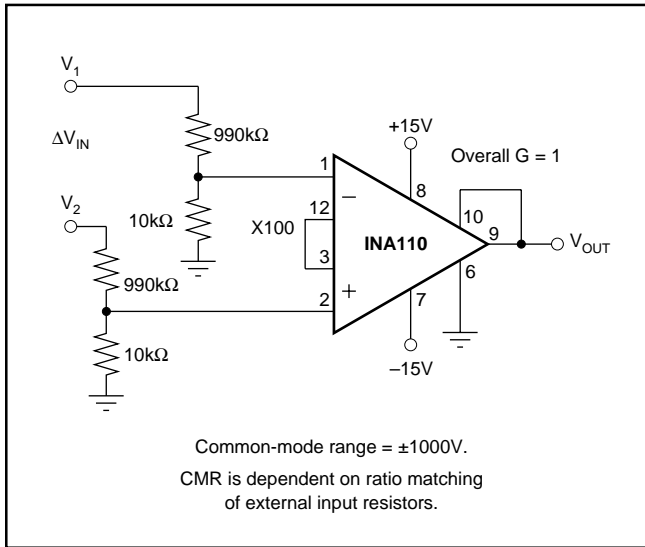 V1
ΔVIN
990kΩ
+15V
Overall G = 1
1
8
V2
10kΩ
12
–
10
X100
INA110
9
VOUT
3
6
990kΩ
2
+
7
10kΩ
–15V
Common-mode range = ±1000V.
CMR is dependent on ratio matching
of external input resistors.